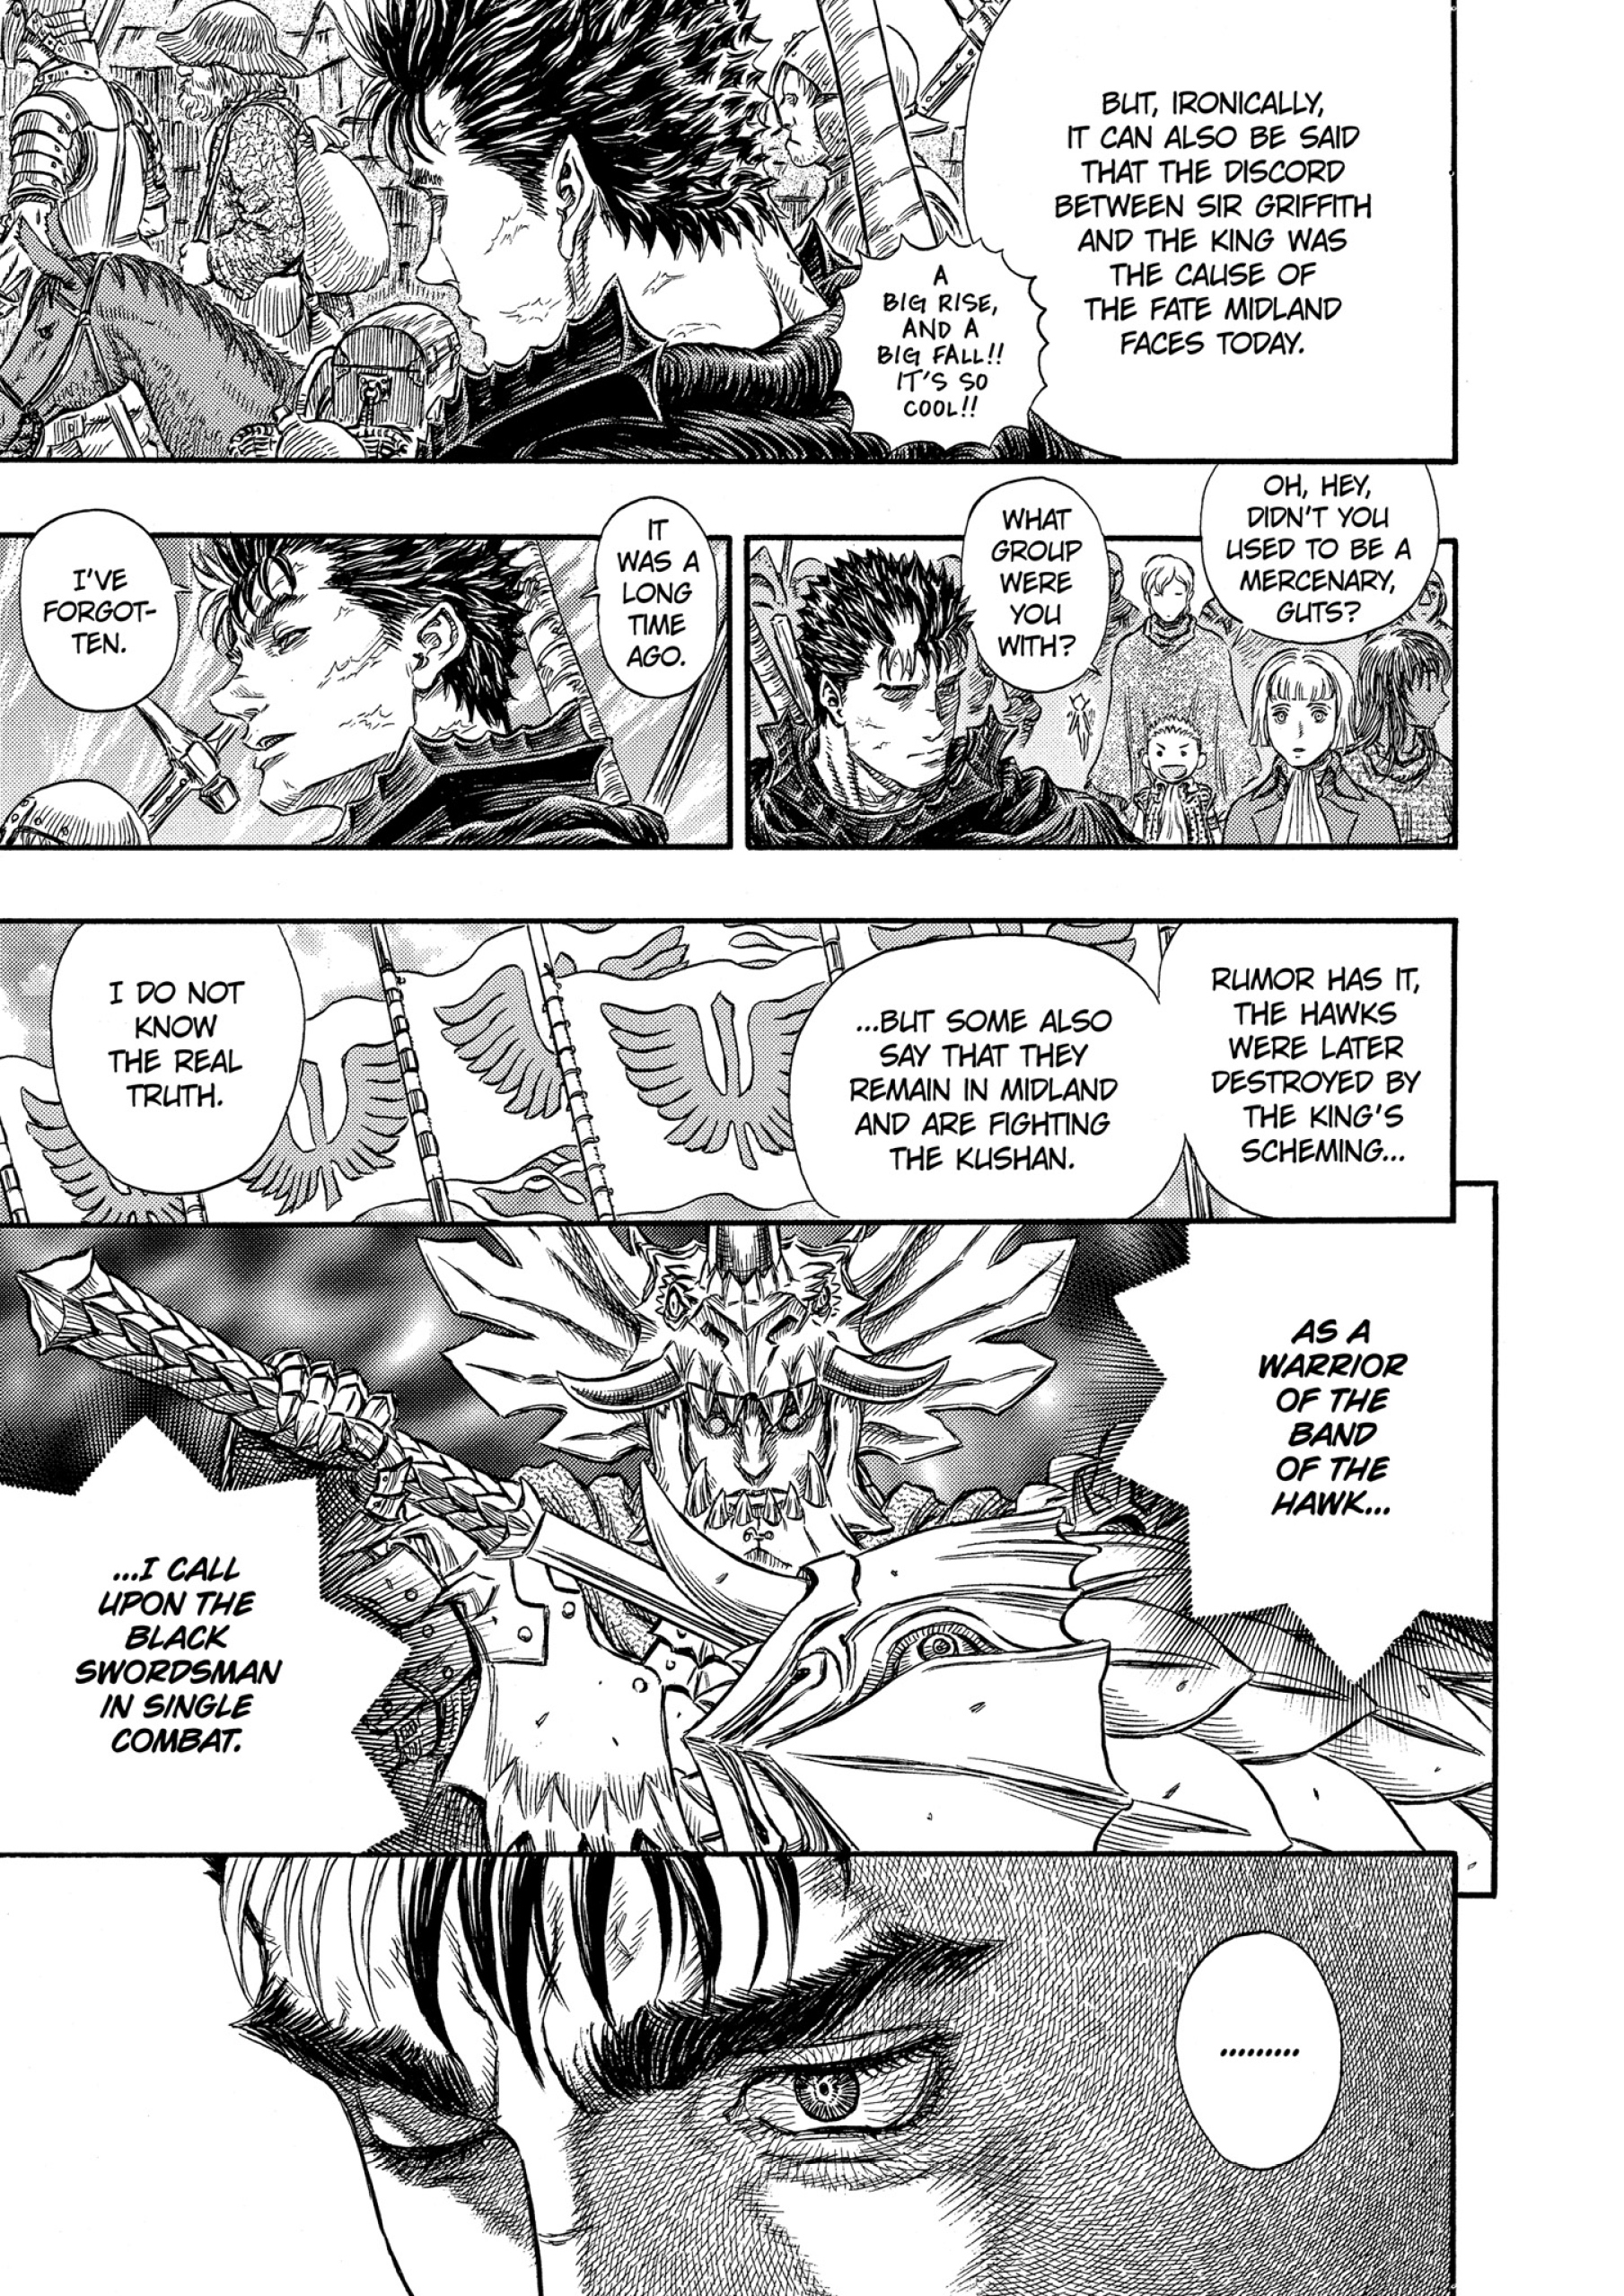 BUT, IRONICALLY,
IT CAN ALSO BE SAID
THAT THE DISCORD
BETWEEN SIR GRIFFITH
AND THE KING WAS
THE CAUSE OF
THE FATE MIDLAND
FACES TODAY.
A
BIG RISE,
AND A
BIG FALL!!
IT'S SO
COOL!!
OH, HEY,
DIDN'T YOU
USED TO BE A
MERCENARY,
GUTS?
WHAT
GROUP
WERE
YOU
WITH?
IT
WAS A
LONG
TIME
AGO.
I'VE
FORGOT-
TEN.
RUMOR HAS IT,
THE HAWKS
WERE LATER
DESTROYED BY
THE KING'S
SCHEMING...
...BUT SOME ALSO
SAY THAT THEY
REMAIN IN MIDLAND
AND ARE FIGHTING
THE KUSHAN.
I DO NOT
KNOW
THE REAL
TRUTH.
AS A
WARRIOR
OF THE
BAND
OF THE
HAWK...
...I CALL
UPON THE
BLACK
SWORDSMAN
IN SINGLE
COMBAT.
.........